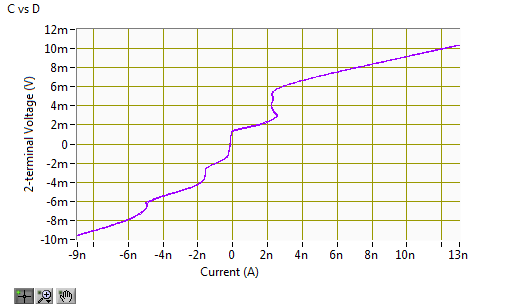 C vs D
12m
10m
8m
6m
4m
2m
0
-2m
-4m
-6m
-8m
-10m
2-terminal Voltage (V)
-9n -6n -4n -2n 0 2n 4n 6n 8n 10n 13n
Current (A)